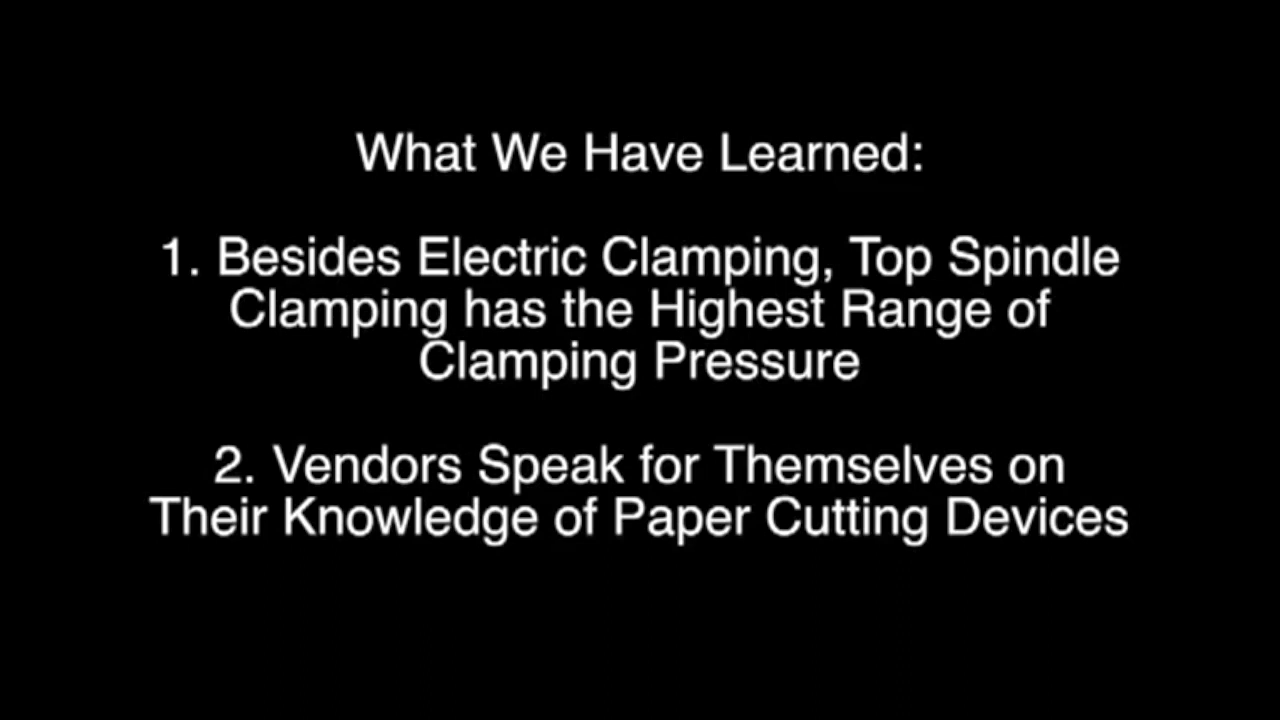 What We Have Learned:
1. Besides Electric Clamping, Top Spindle
Clamping has the Highest Range of
Clamping Pressure
2. Vendors Speak for Themselves on
Their Knowledge of Paper Cutting Devices